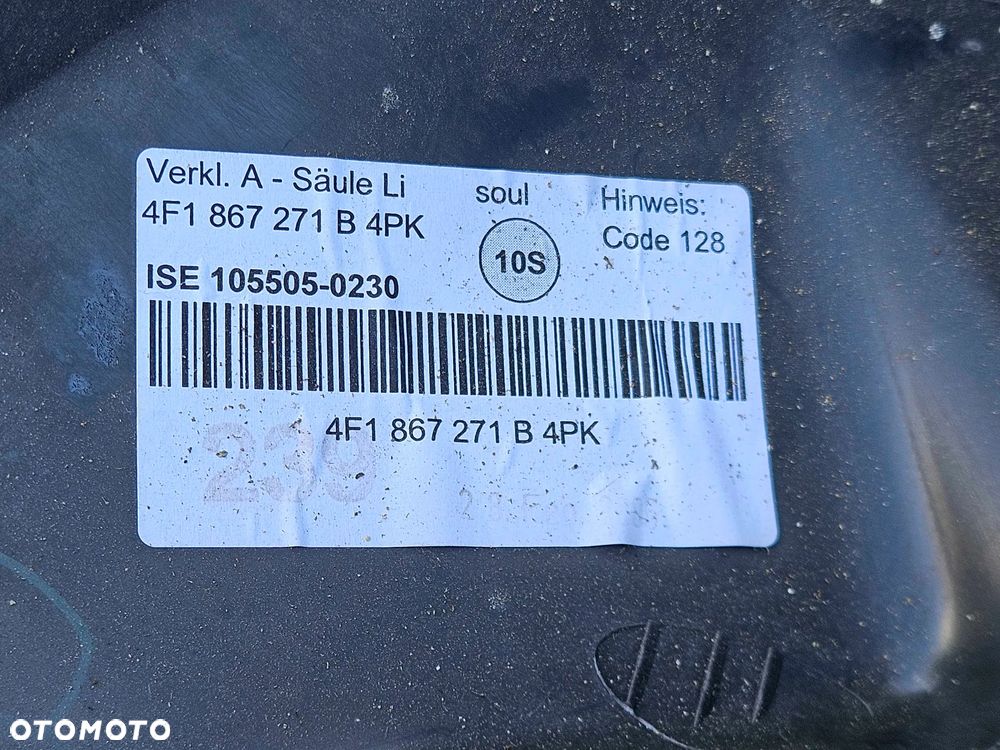 Verkl. A - Säule Li
4F1 867 271 B 4PK
soul
10S
Hinweis:
Code 128
ISE 105505-0230
4F1 867 271 B 4PK
239
OTOMOTO